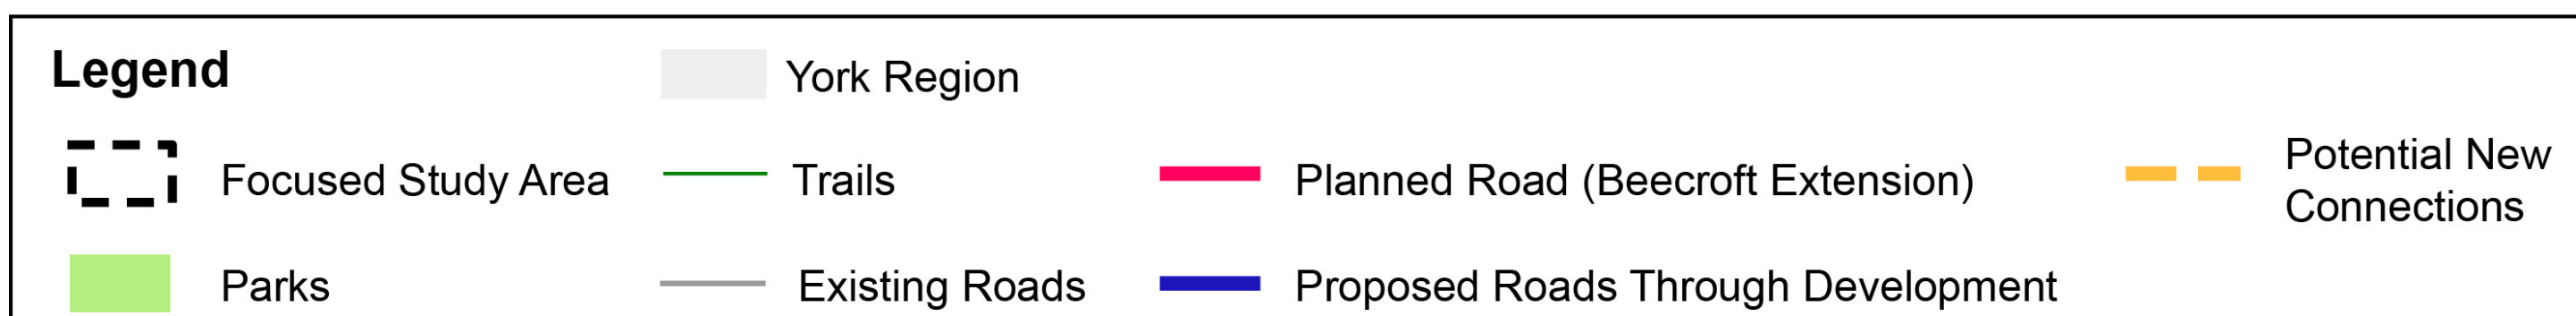 Legend
York Region
Focused Study Area
Trails
Planned Road (Beecroft Extension)
Potential New
Connections
Parks
Existing Roads
Proposed Roads Through Development